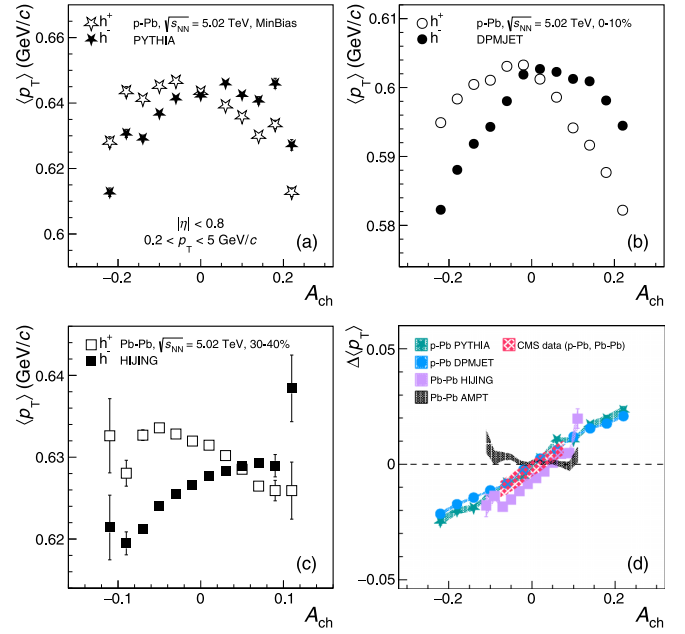 ⟨p_T⟩ (GeV/c)
0.66
0.64
0.62
0.6
h⁺ p-Pb, √s_NN = 5.02 TeV, MinBias
h⁻ PYTHIA
|η| < 0.8
0.2 < p_T < 5 GeV/c
(a)
−0.2 0 0.2
A_ch
⟨p_T⟩ (GeV/c)
0.61
0.6
0.59
0.58
h⁺ p-Pb, √s_NN = 5.02 TeV, 0-10%
h⁻ DPMJET
(b)
−0.2 0 0.2
A_ch
⟨p_T⟩ (GeV/c)
0.64
0.63
0.62
h⁺ Pb-Pb, √s_NN = 5.02 TeV, 30-40%
h⁻ HIJING
(c)
−0.1 0 0.1
A_ch
Δ⟨p_T⟩
0.05
0
−0.05
p-Pb PYTHIA CMS data (p-Pb, Pb-Pb)
p-Pb DPMJET
Pb-Pb HIJING
Pb-Pb AMPT
(d)
−0.2 0 0.2
A_ch